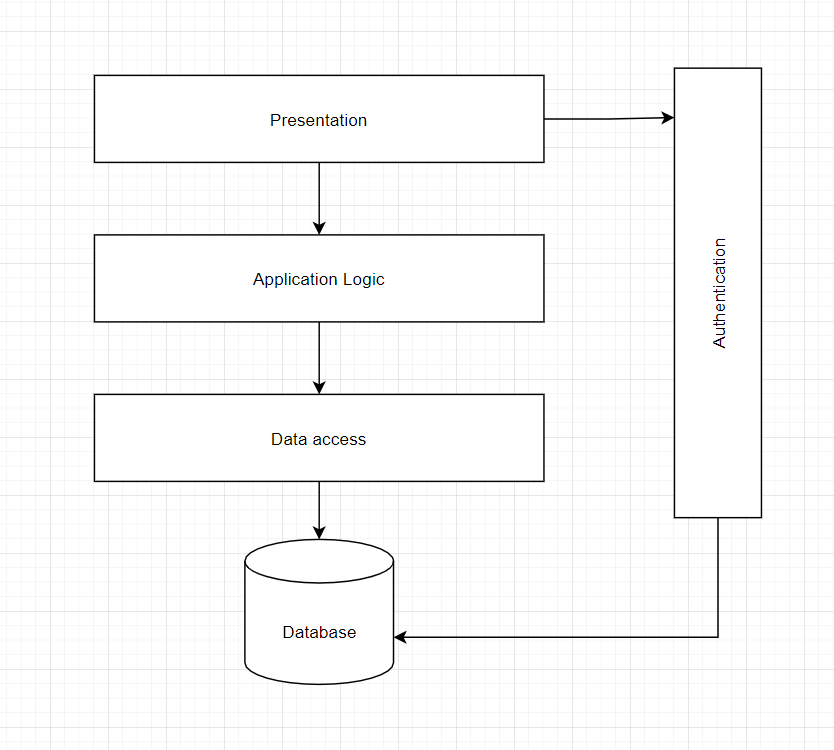 Presentation
Application Logic
Data access
Database
Authentication